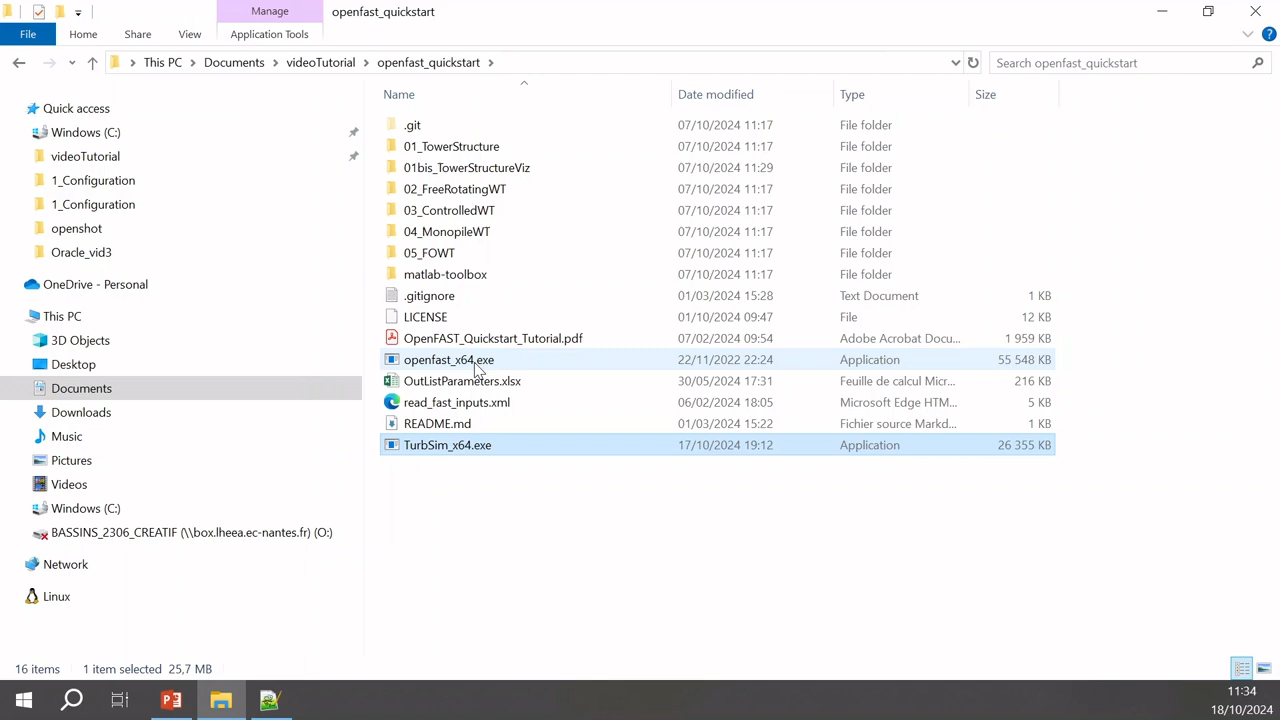 Manage
openfast_quickstart
File
Home
Share
View
Application Tools
This PC
Documents
videoTutorial
openfast_quickstart
Search openfast_quickstart
Quick access
Windows (C:)
videoTutorial
1_Configuration
1_Configuration
openshot
Oracle_vid3
OneDrive - Personal
This PC
3D Objects
Desktop
Documents
Downloads
Music
Pictures
Videos
Windows (C:)
BASSINS_2306_CREATIF (\\box.lheea.ec-nantes.fr) (O:)
Network
Linux
Name Date modified Type Size
.git 07/10/2024 11:17 File folder
01_TowerStructure 07/10/2024 11:17 File folder
01bis_TowerStructureViz 07/10/2024 11:29 File folder
02_FreeRotatingWT 07/10/2024 11:17 File folder
03_ControlledWT 07/10/2024 11:17 File folder
04_MonopileWT 07/10/2024 11:17 File folder
05_FOWT 07/10/2024 11:17 File folder
matlab-toolbox 07/10/2024 11:17 File folder
.gitignore 01/03/2024 15:28 Text Document 1 KB
LICENSE 01/10/2024 09:47 File 12 KB
OpenFAST_Quickstart_Tutorial.pdf 07/02/2024 09:54 Adobe Acrobat Docu... 1 959 KB
openfast_x64.exe 22/11/2022 22:24 Application 55 548 KB
OutListParameters.xlsx 30/05/2024 17:31 Feuille de calcul Micr... 216 KB
read_fast_inputs.xml 06/02/2024 18:05 Microsoft Edge HTM... 5 KB
README.md 01/03/2024 15:22 Fichier source Markd... 1 KB
TurbSim_x64.exe 17/10/2024 19:12 Application 26 355 KB
16 items 1 item selected 25,7 MB
11:34
18/10/2024